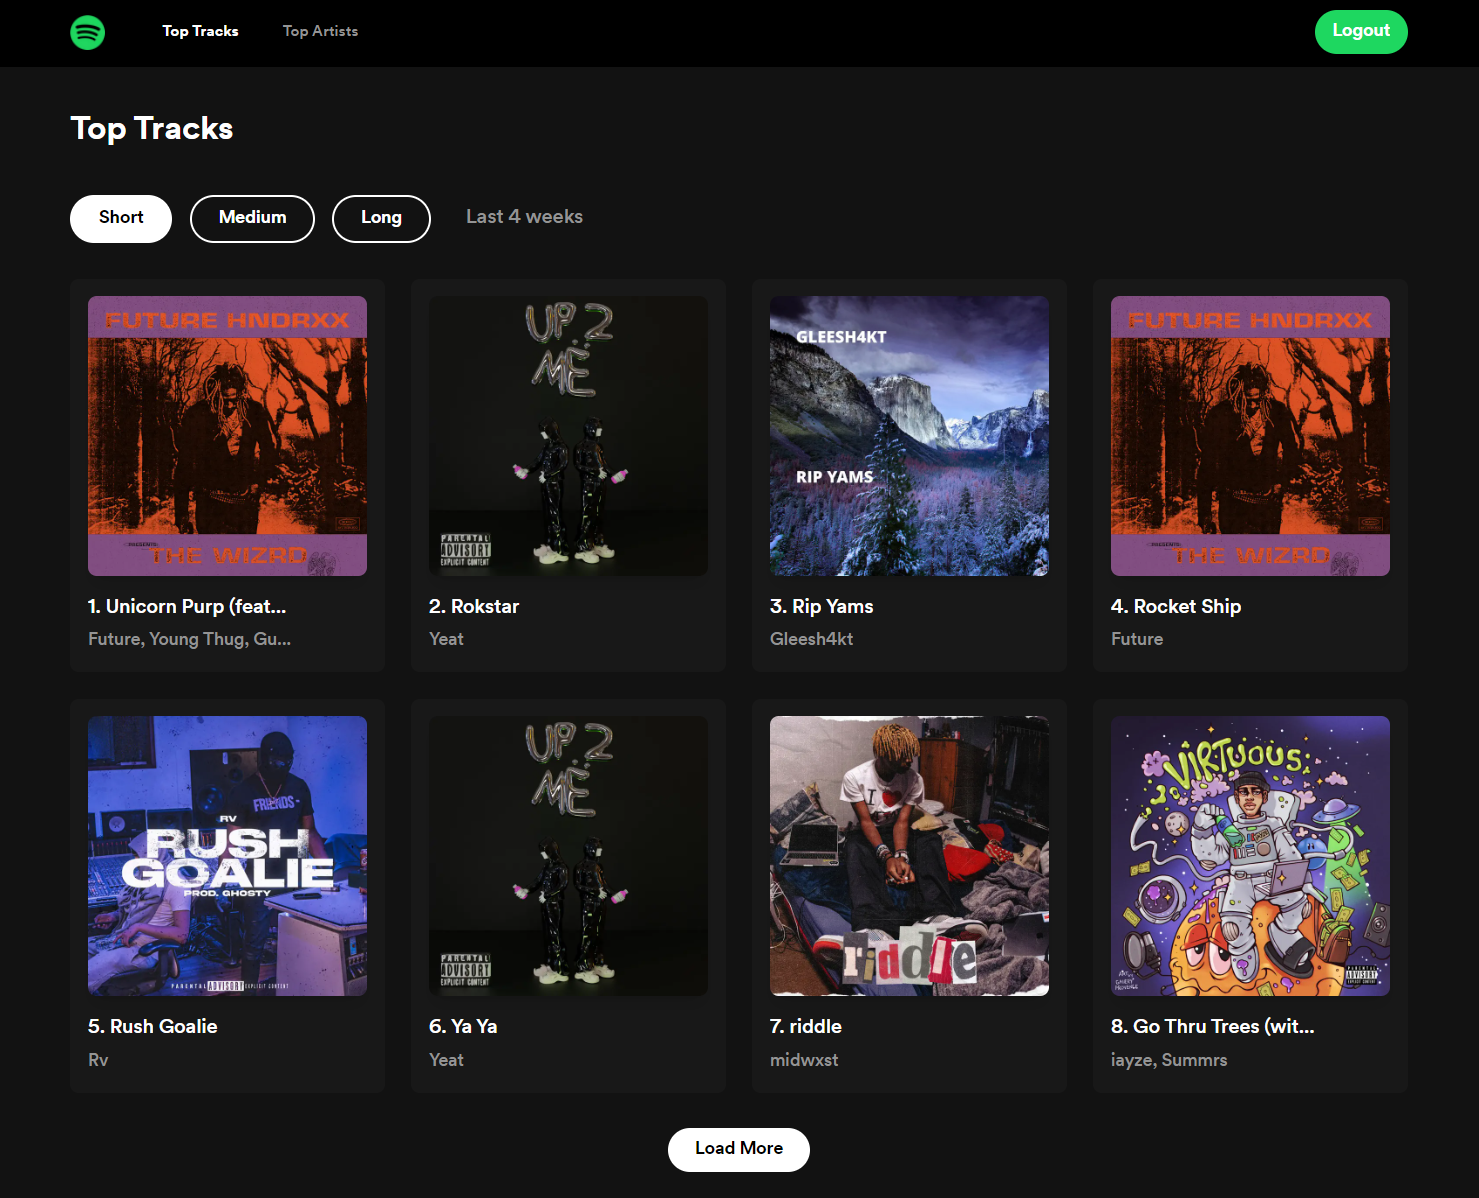 Top Tracks
Top Artists
Logout
Top Tracks
Short
Medium
Long
Last 4 weeks
FUTURE HNDRXX
PRESENTS:
THE WIZRD
UP 2
ME
PARENTAL
ADVISORY
EXPLICIT CONTENT
GLEESH4KT
RIP YAMS
FUTURE HNDRXX
PRESENTS:
THE WIZRD
1. Unicorn Purp (feat...
Future, Young Thug, Gu...
2. Rokstar
Yeat
3. Rip Yams
Gleesh4kt
4. Rocket Ship
Future
FRIENDS
RV
RUSH
GOALIE
PROD. GHOSTY
PARENTAL ADVISORY EXPLICIT CONTENT
UP 2
ME
PARENTAL
ADVISORY
EXPLICIT CONTENT
I
riddle
VIRTUOUS
PARENTAL
ADVISORY
EXPLICIT CONTENT
5. Rush Goalie
Rv
6. Ya Ya
Yeat
7. riddle
midwxst
8. Go Thru Trees (wit...
iayze, Summrs
Load More